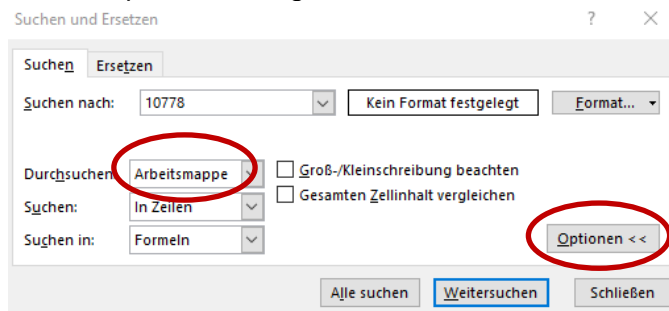 Suchen und Ersetzen ? ×
Suchen Ersetzen
Suchen nach: 10778 Kein Format festgelegt Format...
Durchsuchen: Arbeitsmappe Groß-/Kleinschreibung beachten
Gesamten Zellinhalt vergleichen
Suchen: In Zeilen
Suchen in: Formeln Optionen <<
Alle suchen Weitersuchen Schließen